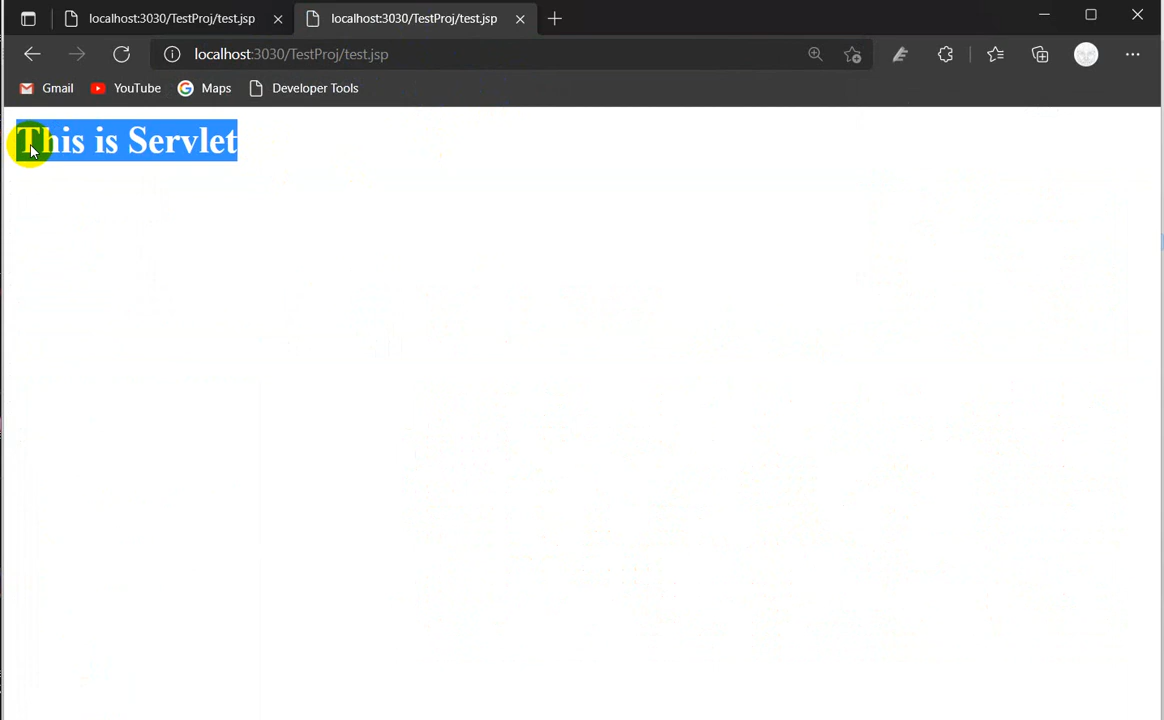 localhost:3030/TestProj/test.jsp
localhost:3030/TestProj/test.jsp
localhost:3030/TestProj/test.jsp
Gmail
YouTube
Maps
Developer Tools
This is Servlet